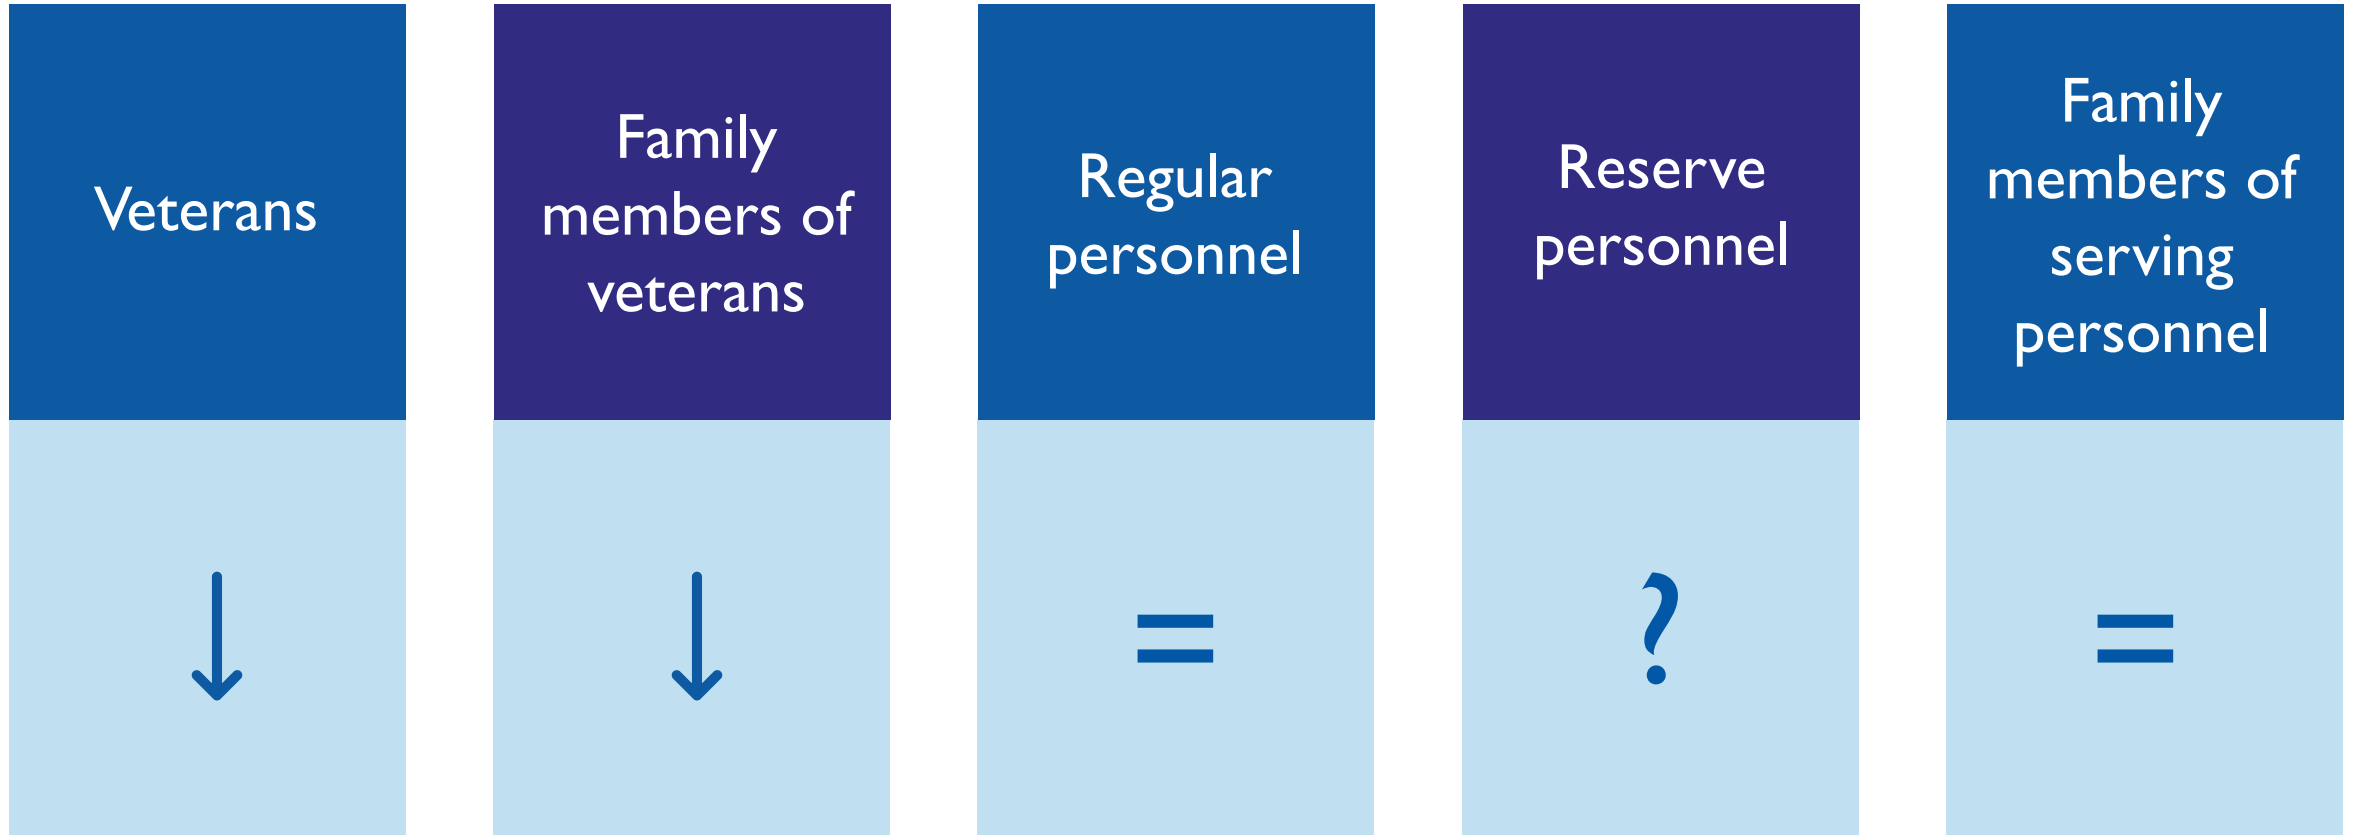 Veterans
Family
members of
veterans
Regular
personnel
Reserve
personnel
Family
members of
serving
personnel
↓
↓
=
?
=